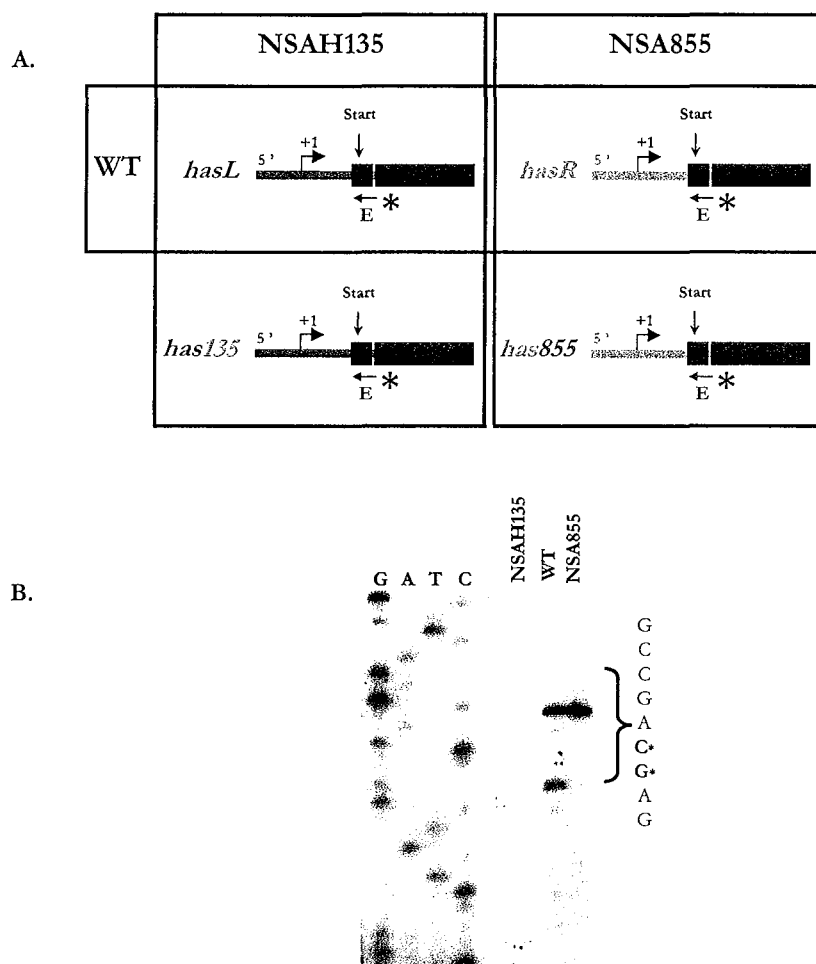 A.
NSAH135
NSA855
WT
hasL
5'
+1
Start
E
*
hasR
5'
+1
Start
E
*
has135
5'
+1
Start
E
*
has855
5'
+1
Start
E
*
B.
G A T C
NSAH135
WT
NSA855
G
C
C
G
A
C*
G*
A
G